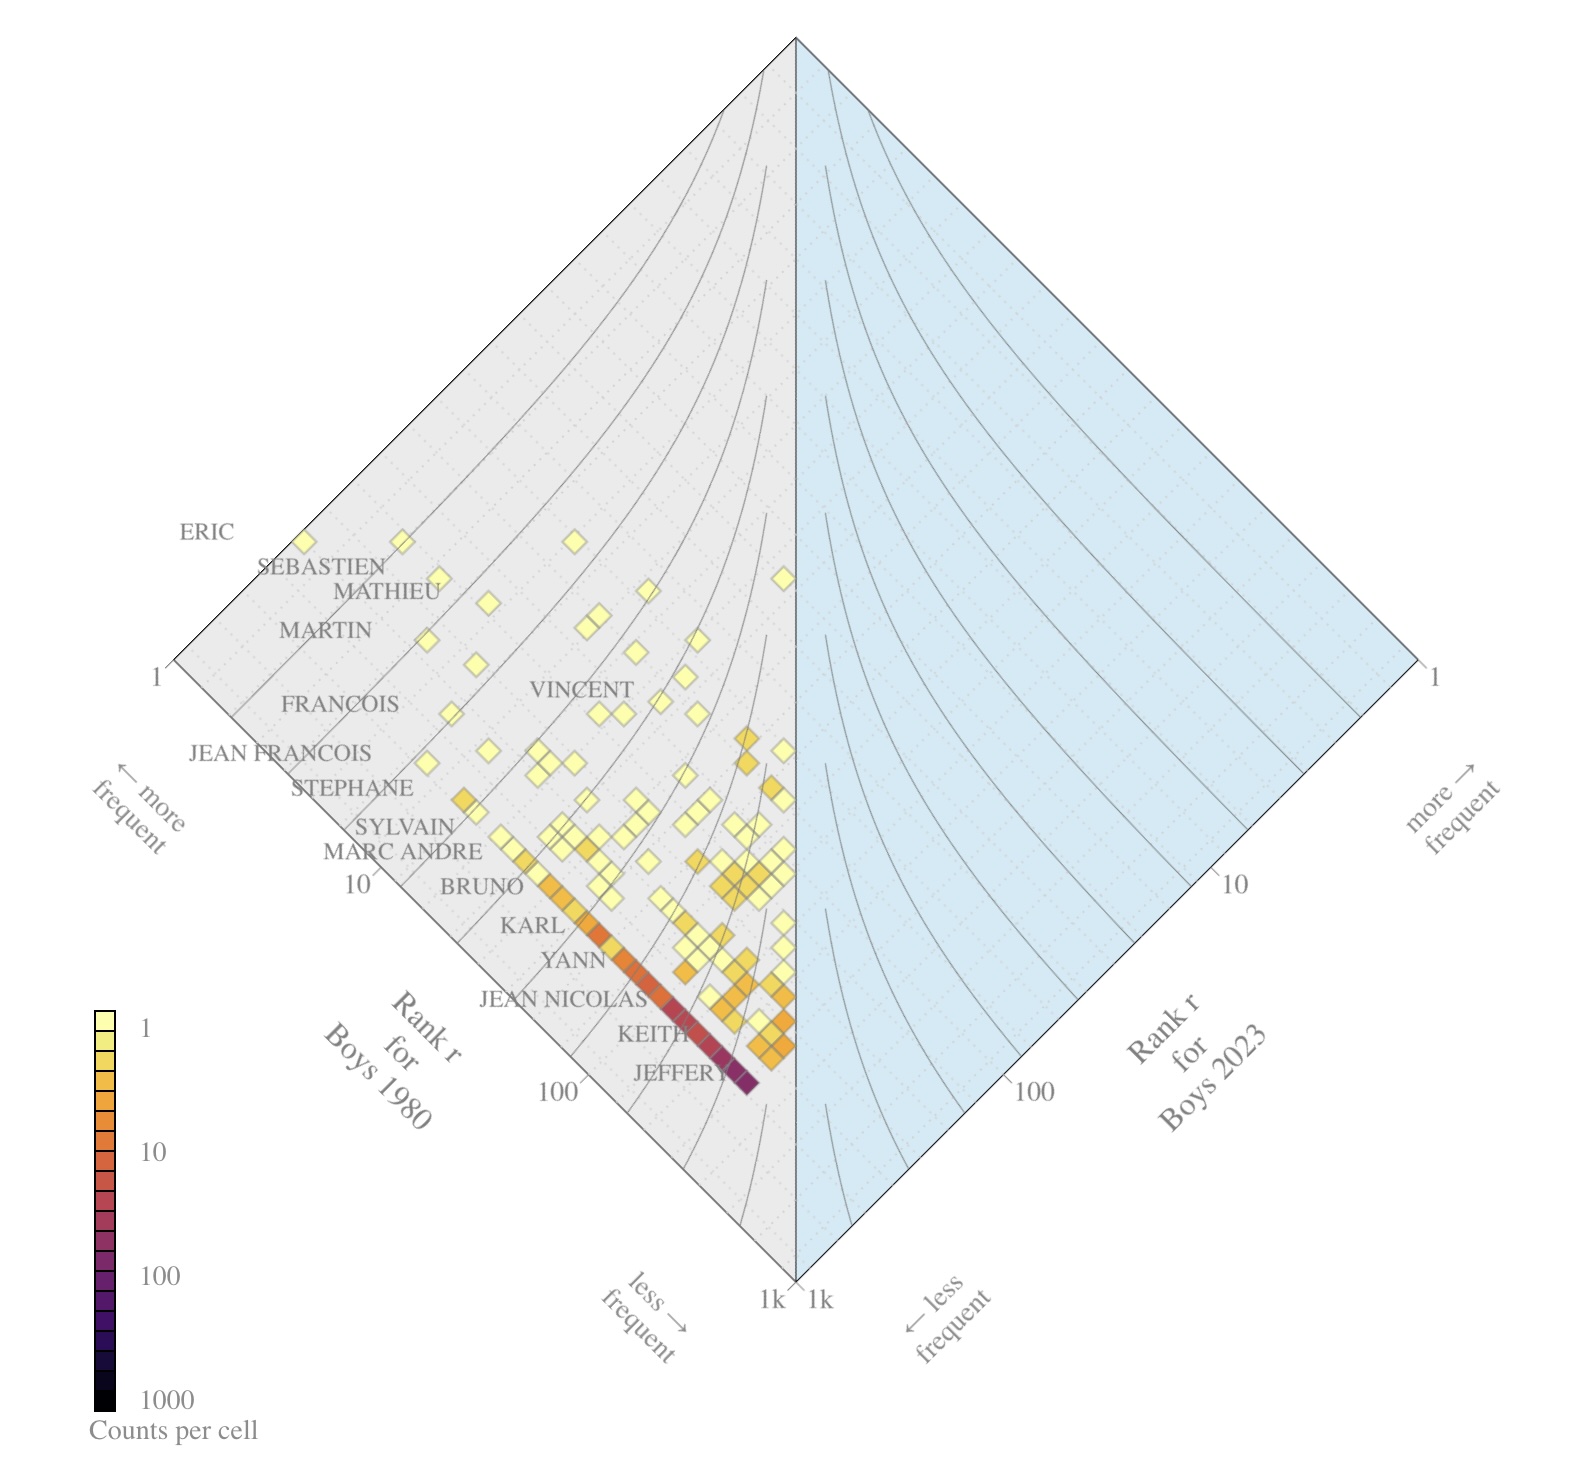 ERIC
SEBASTIEN
MATHIEU
MARTIN
1
1
VINCENT
FRANCOIS
JEAN FRANCOIS
STEPHANE
← more
frequent
more →
frequent
SYLVAIN
MARC ANDRE
10
BRUNO
10
KARL
YANN
JEAN NICOLAS
Rank r
for
Boys 1980
Rank r
for
Boys 2023
KEITH
JEFFERY
100
100
1
10
100
1000
Counts per cell
less →
frequent
1k
1k
← less
frequent